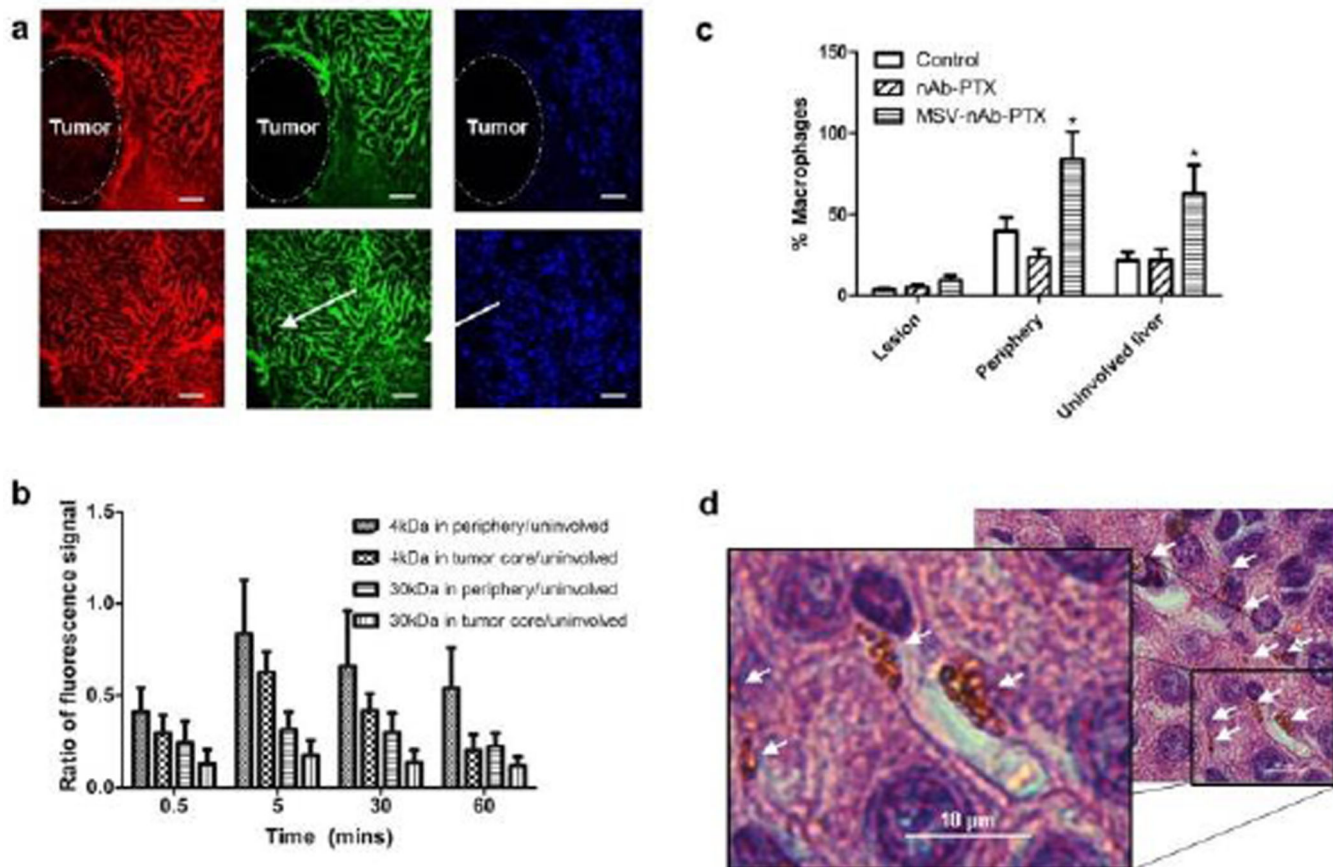 a
Tumor
Tumor
Tumor
b
Ratio of fluorescence signal
1.5
1.0
0.5
0.0
4kDa in periphery/uninvolved
4kDa in tumor core/uninvolved
30kDa in periphery/uninvolved
30kDa in tumor core/uninvolved
0.5
5
30
60
Time (mins)
c
% Macrophages
150
100
50
0
Control
nAb-PTX
MSV-nAb-PTX
*
*
Lesion
Periphery
Uninvolved liver
d
10 μm